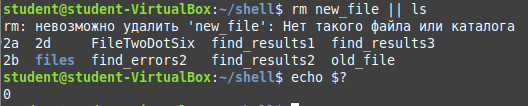 student@student-VirtualBox:~/shell$ rm new_file || ls
rm: невозможно удалить 'new_file': Нет такого файла или каталога
2a  2d     FileTwoDotSix  find_results1  find_results3
2b  files  find_errors2   find_results2  old_file
student@student-VirtualBox:~/shell$ echo $?
0